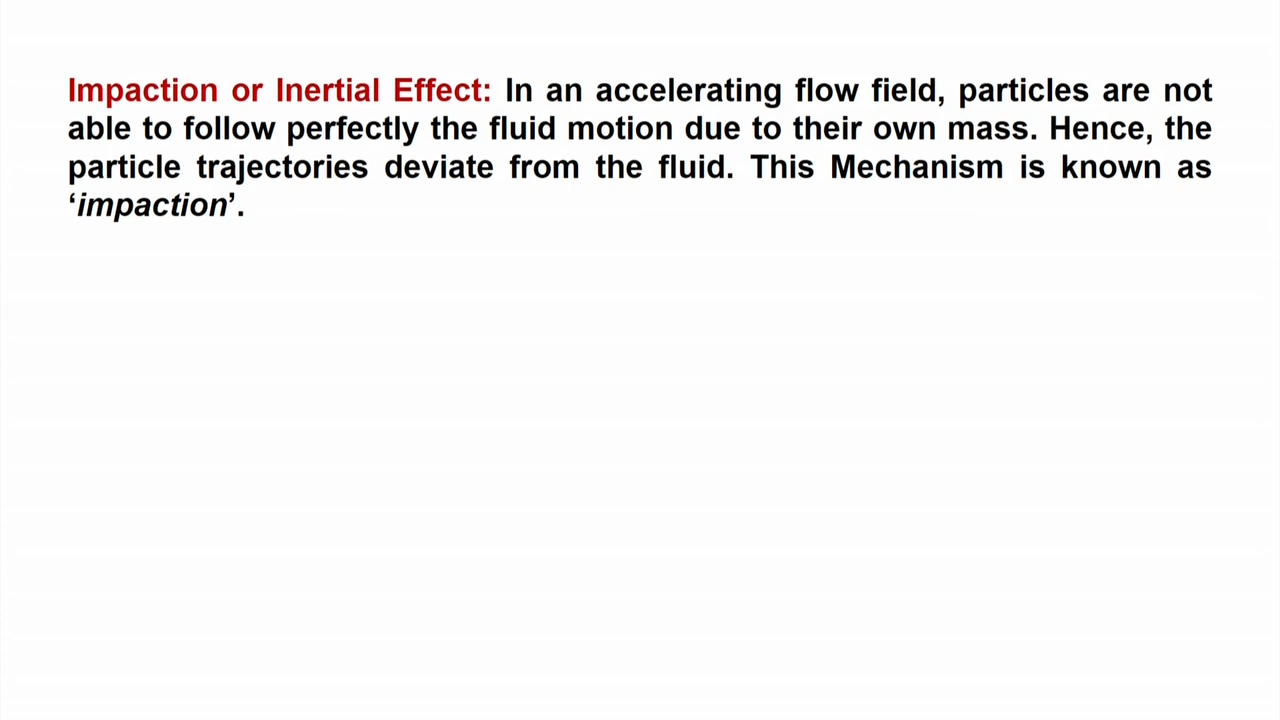 Impaction or Inertial Effect: In an accelerating flow field, particles are not
able to follow perfectly the fluid motion due to their own mass. Hence, the
particle trajectories deviate from the fluid. This Mechanism is known as
‘impaction’.